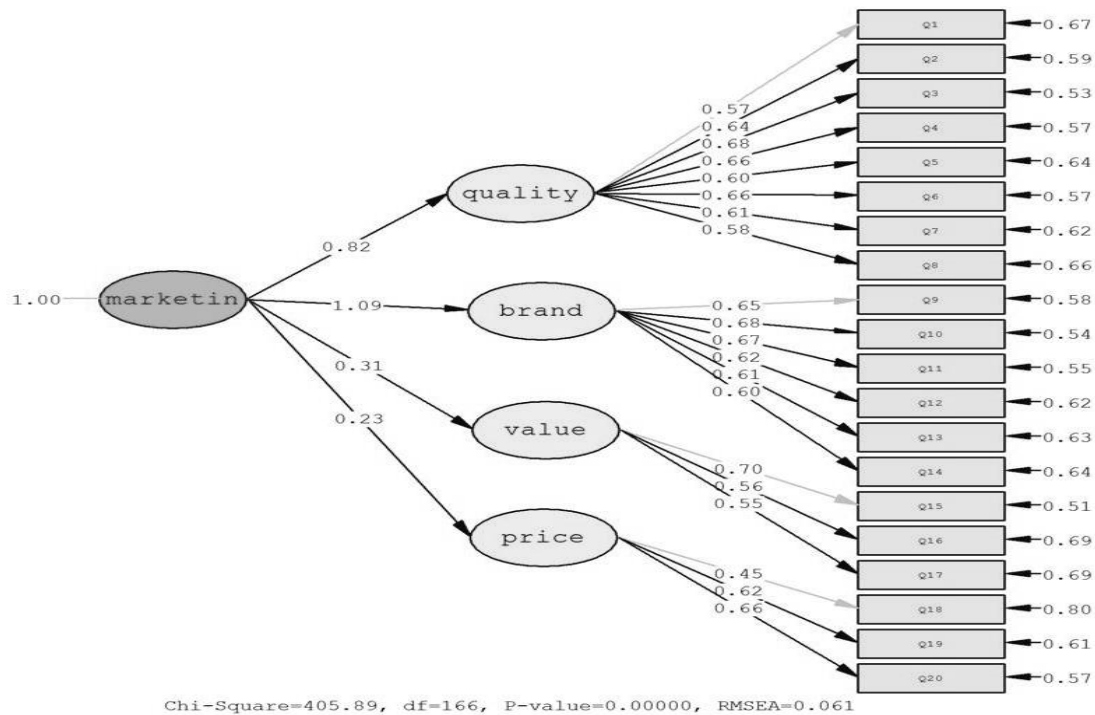 Q1 0.67
Q2 0.59
Q3 0.53
Q4 0.57
Q5 0.64
Q6 0.57
Q7 0.62
Q8 0.66
Q9 0.58
Q10 0.54
Q11 0.55
Q12 0.62
Q13 0.63
Q14 0.64
Q15 0.51
Q16 0.69
Q17 0.69
Q18 0.80
Q19 0.61
Q20 0.57
0.57
0.64
0.68
0.66
0.60
0.66
0.61
0.58
quality
0.82
1.00 marketin
1.09
brand
0.65
0.68
0.67
0.62
0.61
0.60
0.31
value
0.70
0.56
0.55
0.23
price
0.45
0.62
0.66
Chi-Square=405.89, df=166, P-value=0.00000, RMSEA=0.061